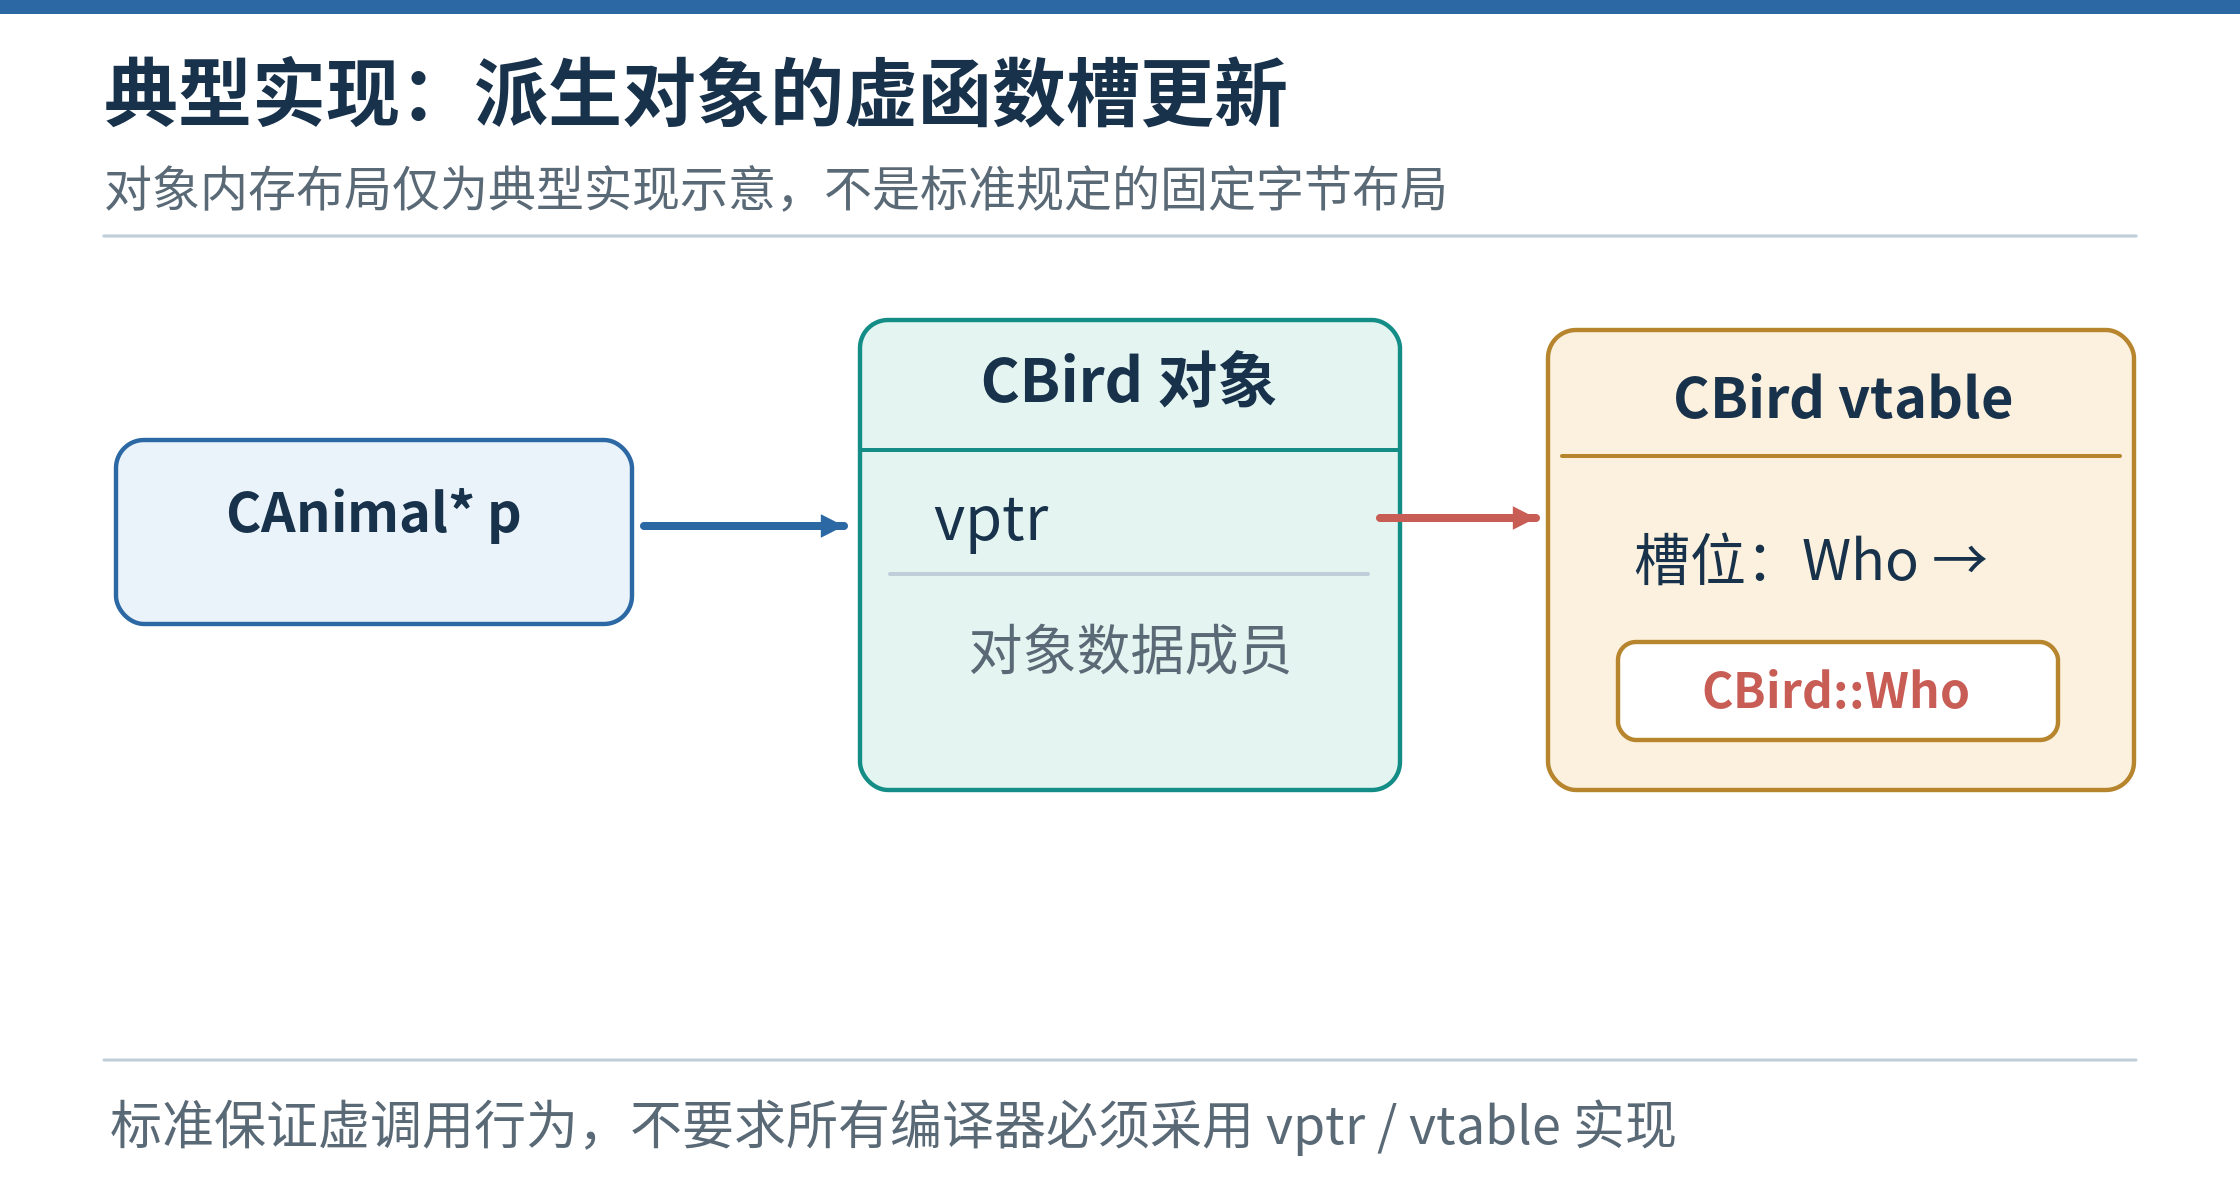 典型实现：派生对象的虚函数槽更新
对象内存布局仅为典型实现示意，不是标准规定的固定字节布局
CAnimal* p
CBird 对象
vptr
对象数据成员
CBird vtable
槽位：Who →
CBird::Who
标准保证虚调用行为，不要求所有编译器必须采用 vptr / vtable 实现